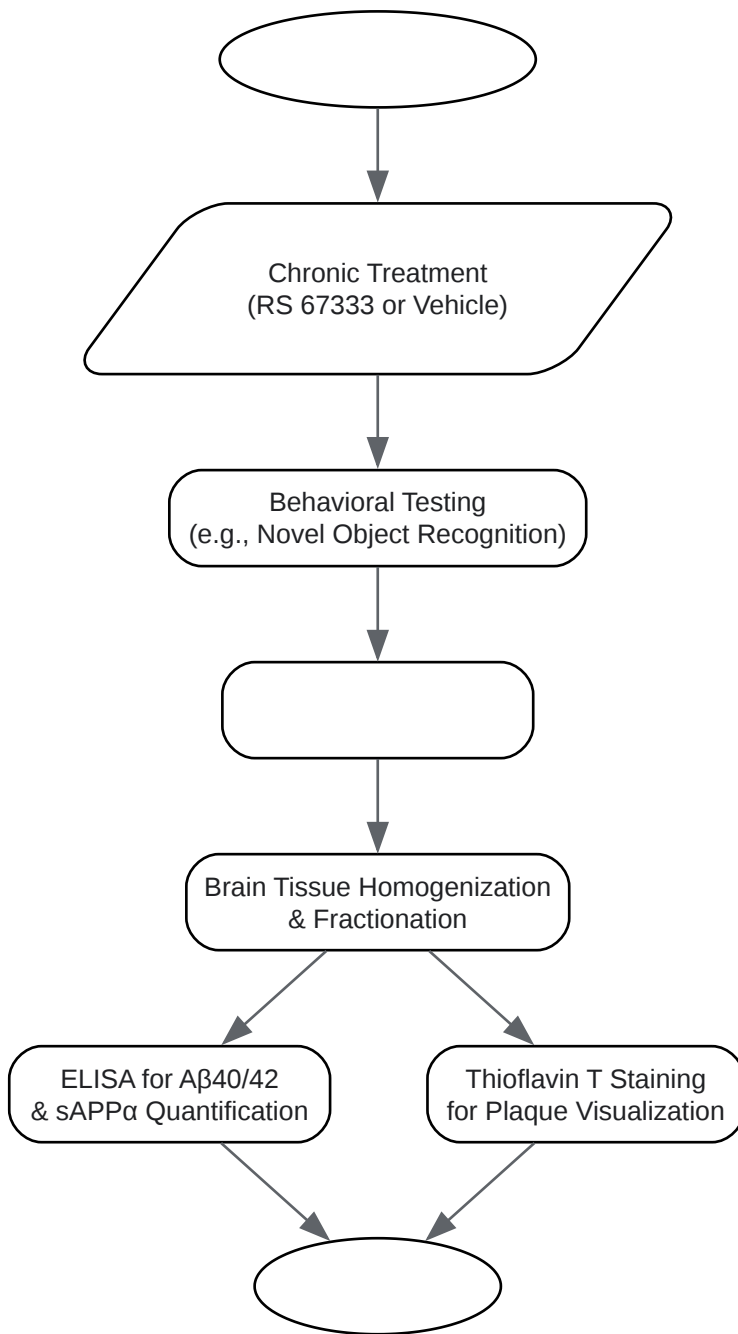 Chronic Treatment
(RS 67333 or Vehicle)
Behavioral Testing
(e.g., Novel Object Recognition)
Brain Tissue Homogenization
& Fractionation
ELISA for Aβ40/42
& sAPPα Quantification
Thioflavin T Staining
for Plaque Visualization